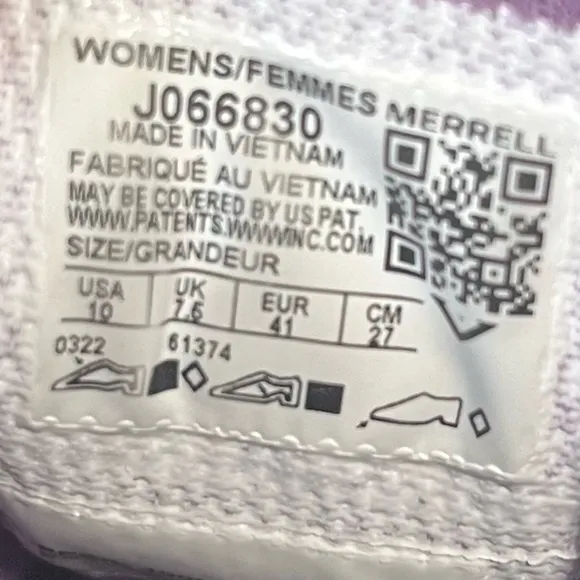 WOMENS/FEMMES MERRELL
J066830
MADE IN VIETNAM
FABRIQUÉ AU VIETNAM
MAY BE COVERED BY US PAT.
WWW.PATENTS.WWWINC.COM
SIZE/GRANDEUR
USA UK EUR CM
10 7.5 41 27
0322 61374